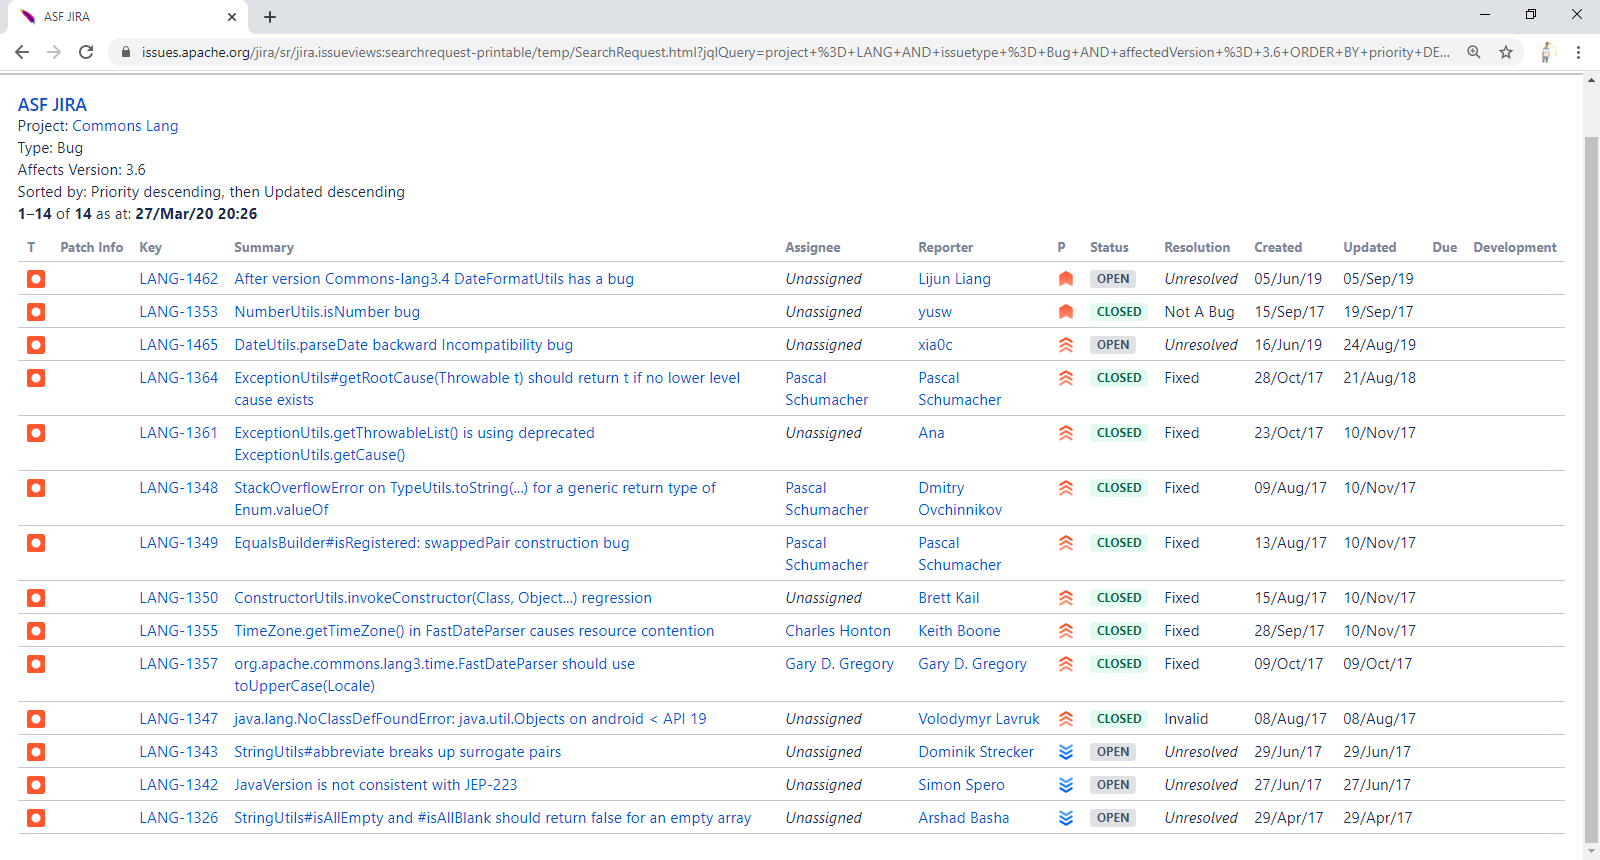 ASF JIRA
issues.apache.org/jira/sr/jira.issueviews:searchrequest-printable/temp/SearchRequest.html?jqlQuery=project+%3D+LANG+AND+issuetype+%3D+Bug+AND+affectedVersion+%3D+3.6+ORDER+BY+priority+DE...
ASF JIRA
Project: Commons Lang
Type: Bug
Affects Version: 3.6
Sorted by: Priority descending, then Updated descending
1–14 of 14 as at: 27/Mar/20 20:26
T Patch Info Key Summary Assignee Reporter P Status Resolution Created Updated Due Development
LANG-1462 After version Commons-lang3.4 DateFormatUtils has a bug Unassigned Lijun Liang OPEN Unresolved 05/Jun/19 05/Sep/19
LANG-1353 NumberUtils.isNumber bug Unassigned yusw CLOSED Not A Bug 15/Sep/17 19/Sep/17
LANG-1465 DateUtils.parseDate backward Incompatibility bug Unassigned xia0c OPEN Unresolved 16/Jun/19 24/Aug/19
LANG-1364 ExceptionUtils#getRootCause(Throwable t) should return t if no lower level Pascal Pascal CLOSED Fixed 28/Oct/17 21/Aug/18
cause exists Schumacher Schumacher
LANG-1361 ExceptionUtils.getThrowableList() is using deprecated Unassigned Ana CLOSED Fixed 23/Oct/17 10/Nov/17
ExceptionUtils.getCause()
LANG-1348 StackOverflowError on TypeUtils.toString(...) for a generic return type of Pascal Dmitry CLOSED Fixed 09/Aug/17 10/Nov/17
Enum.valueOf Schumacher Ovchinnikov
LANG-1349 EqualsBuilder#isRegistered: swappedPair construction bug Pascal Pascal CLOSED Fixed 13/Aug/17 10/Nov/17
Schumacher Schumacher
LANG-1350 ConstructorUtils.invokeConstructor(Class, Object...) regression Unassigned Brett Kail CLOSED Fixed 15/Aug/17 10/Nov/17
LANG-1355 TimeZone.getTimeZone() in FastDateParser causes resource contention Charles Honton Keith Boone CLOSED Fixed 28/Sep/17 10/Nov/17
LANG-1357 org.apache.commons.lang3.time.FastDateParser should use Gary D. Gregory Gary D. Gregory CLOSED Fixed 09/Oct/17 09/Oct/17
toUpperCase(Locale)
LANG-1347 java.lang.NoClassDefFoundError: java.util.Objects on android < API 19 Unassigned Volodymyr Lavruk CLOSED Invalid 08/Aug/17 08/Aug/17
LANG-1343 StringUtils#abbreviate breaks up surrogate pairs Unassigned Dominik Strecker OPEN Unresolved 29/Jun/17 29/Jun/17
LANG-1342 JavaVersion is not consistent with JEP-223 Unassigned Simon Spero OPEN Unresolved 27/Jun/17 27/Jun/17
LANG-1326 StringUtils#isAllEmpty and #isAllBlank should return false for an empty array Unassigned Arshad Basha OPEN Unresolved 29/Apr/17 29/Apr/17